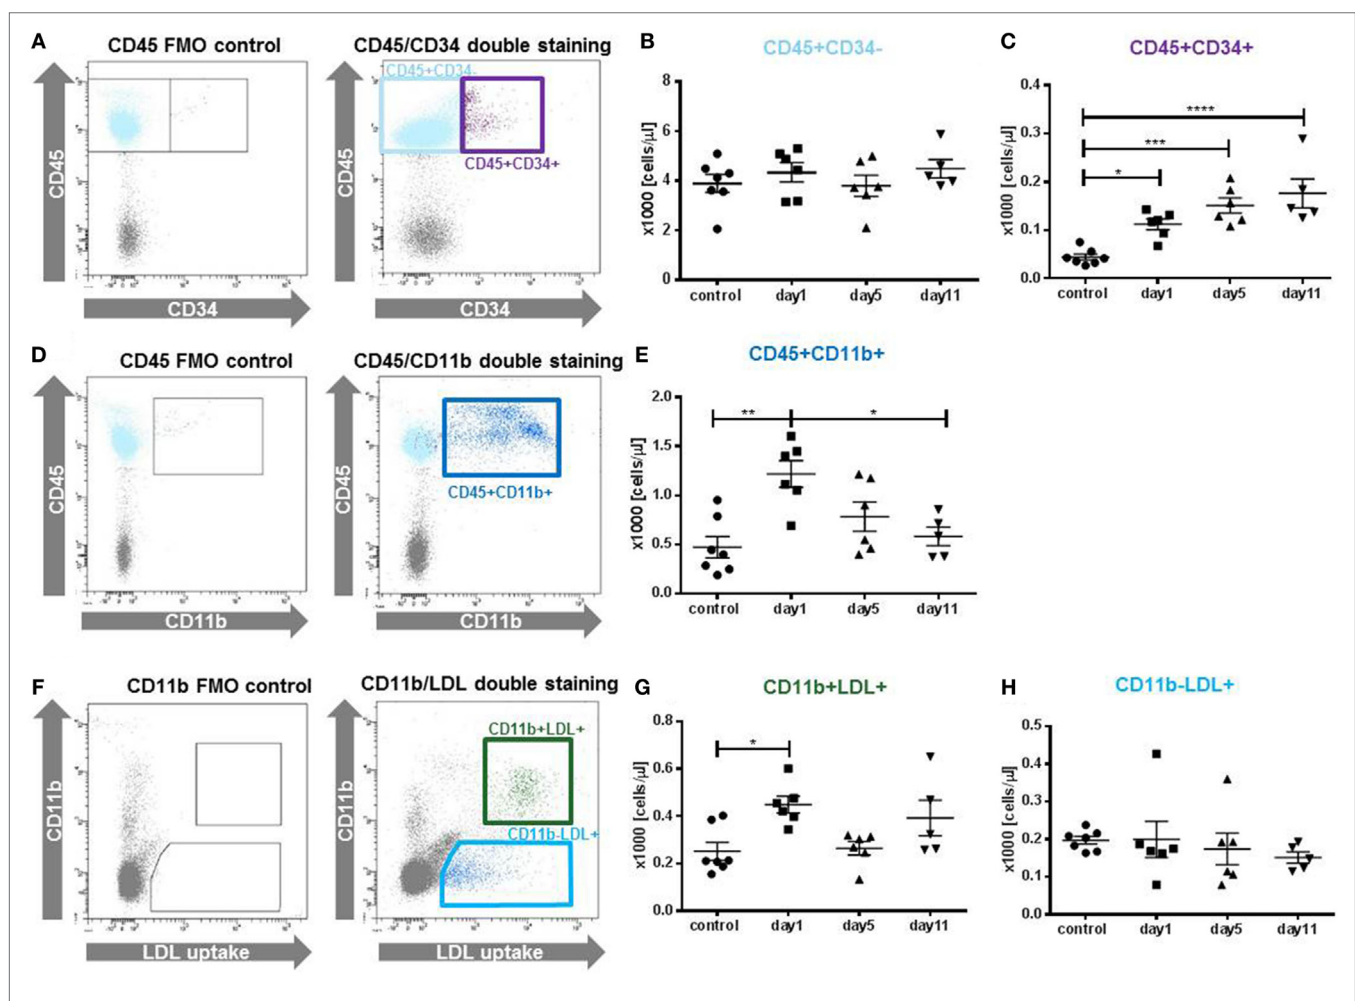 A
CD45 FMO control
CD45/CD34 double staining
CD45+CD34-
CD45+CD34+
CD45
CD45
CD34
CD34
B
CD45+CD34-
x1000 [cells/µl]
8
6
4
2
0
control day1 day5 day11
C
CD45+CD34+
x1000 [cells/µl]
0.4
0.3
0.2
0.1
0.0
****
***
*
control day1 day5 day11
D
CD45 FMO control
CD45/CD11b double staining
CD45+CD11b+
CD45
CD45
CD11b
CD11b
E
CD45+CD11b+
x1000 [cells/µl]
2.0
1.5
1.0
0.5
0.0
** *
control day1 day5 day11
F
CD11b FMO control
CD11b/LDL double staining
CD11b+LDL+
CD11b-LDL+
CD11b
CD11b
LDL uptake
LDL uptake
G
CD11b+LDL+
x1000 [cells/µl]
0.8
0.6
0.4
0.2
0.0
*
control day1 day5 day11
H
CD11b-LDL+
x1000 [cells/µl]
0.5
0.4
0.3
0.2
0.1
0.0
control day1 day5 day11